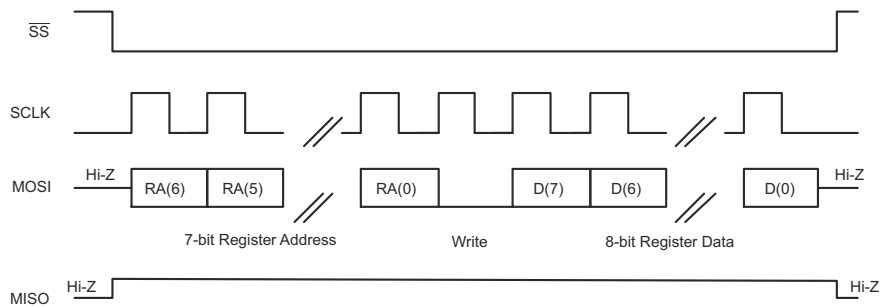 SS
SCLK
Hi-Z
MOSI
RA(6)
RA(5)
RA(0)
D(7)
D(6)
D(0)
Hi-Z
7-bit Register Address
Write
8-bit Register Data
Hi-Z
MISO
Hi-Z